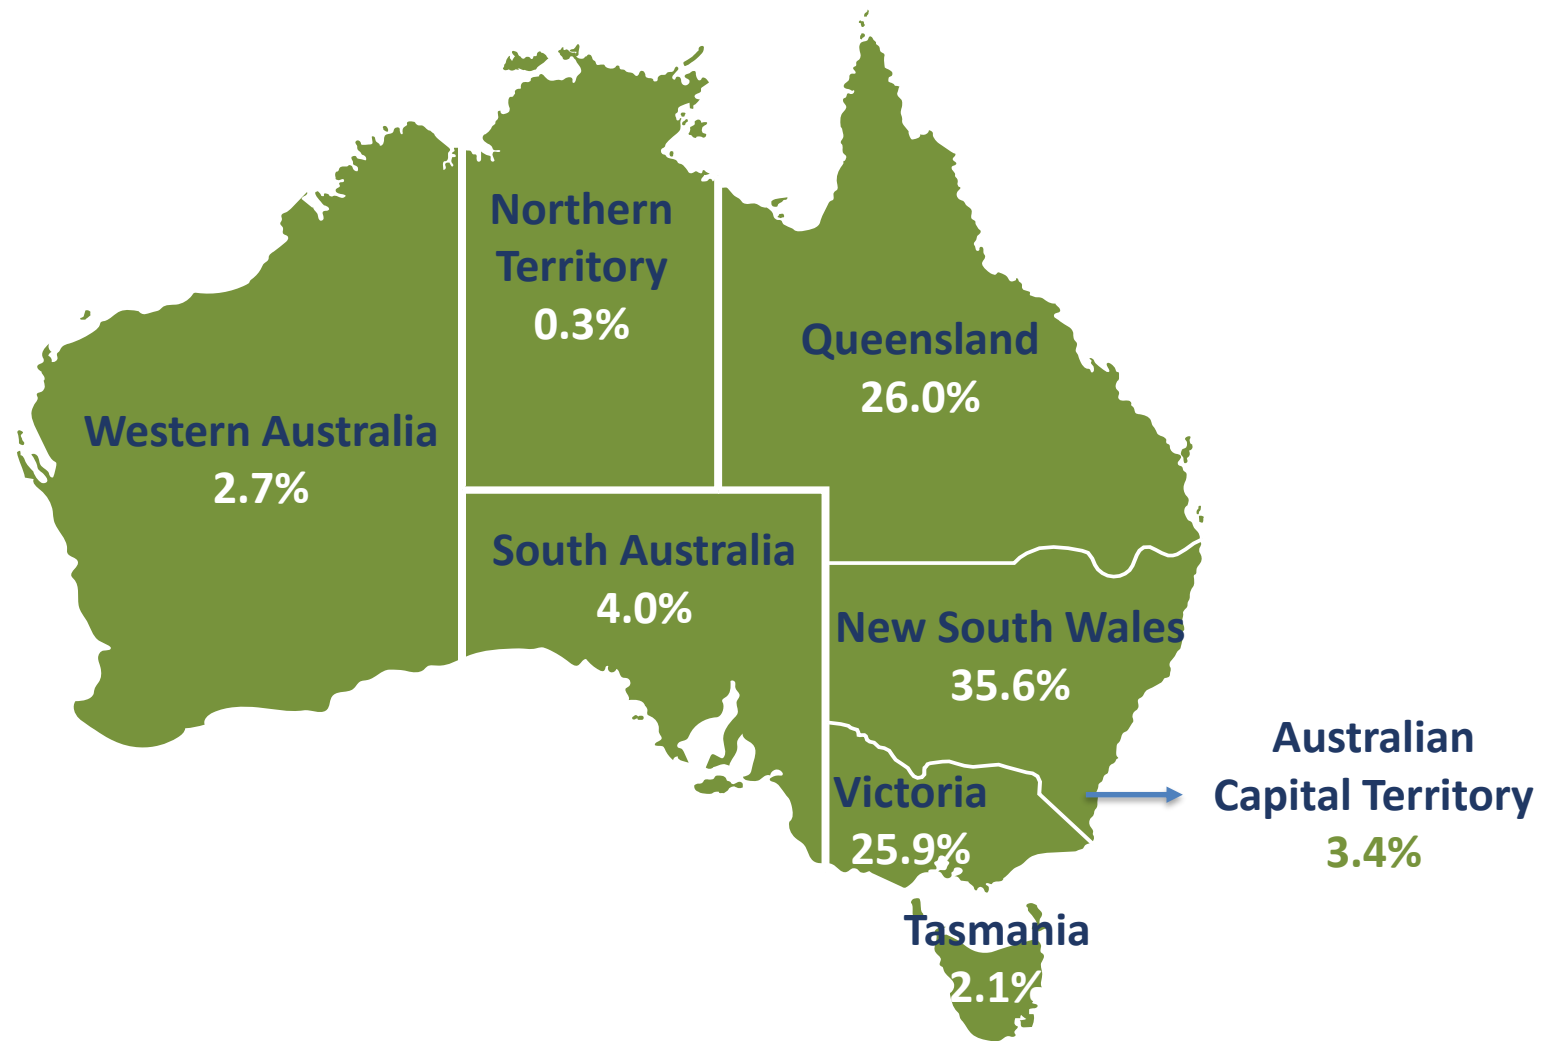 Northern
Territory
0.3%
Queensland
26.0%
Western Australia
2.7%
South Australia
4.0%
New South Wales
35.6%
Australian
Capital Territory
3.4%
Victoria
25.9%
Tasmania
2.1%